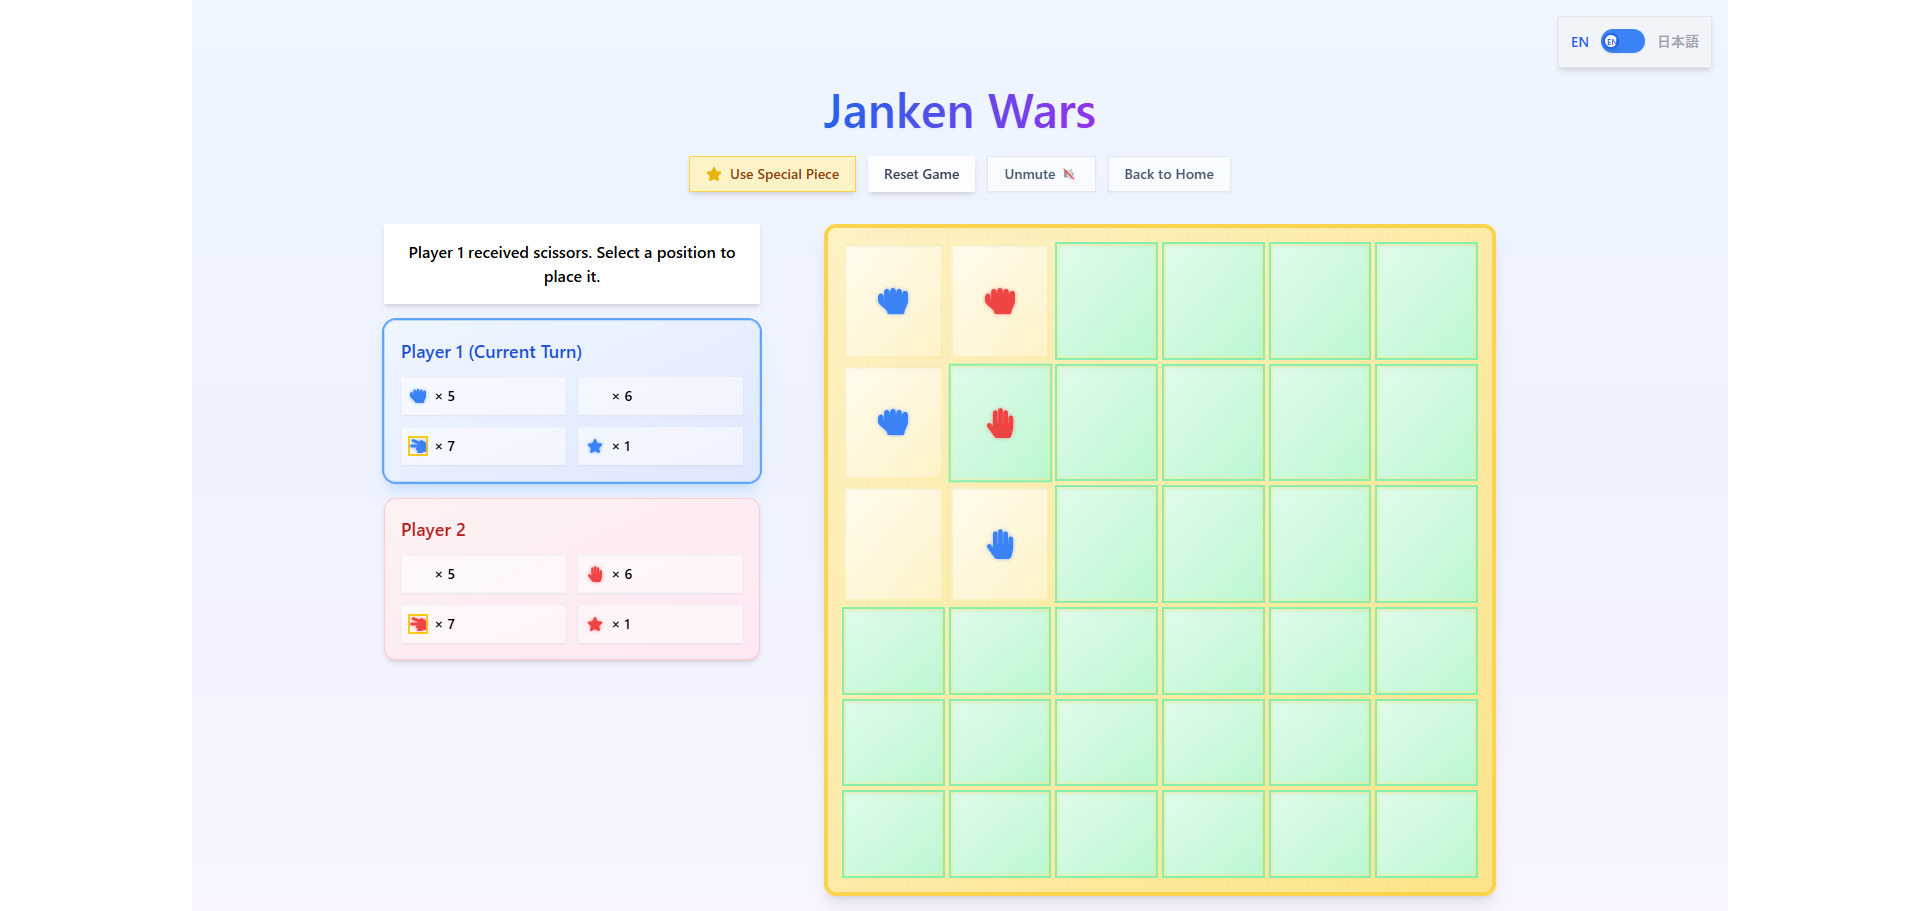 EN
EN
日本語
Janken Wars
Use Special Piece
Reset Game
Unmute
Back to Home
Player 1 received scissors. Select a position to
place it.
Player 1 (Current Turn)
× 5
× 6
× 7
× 1
Player 2
× 5
× 6
× 7
× 1